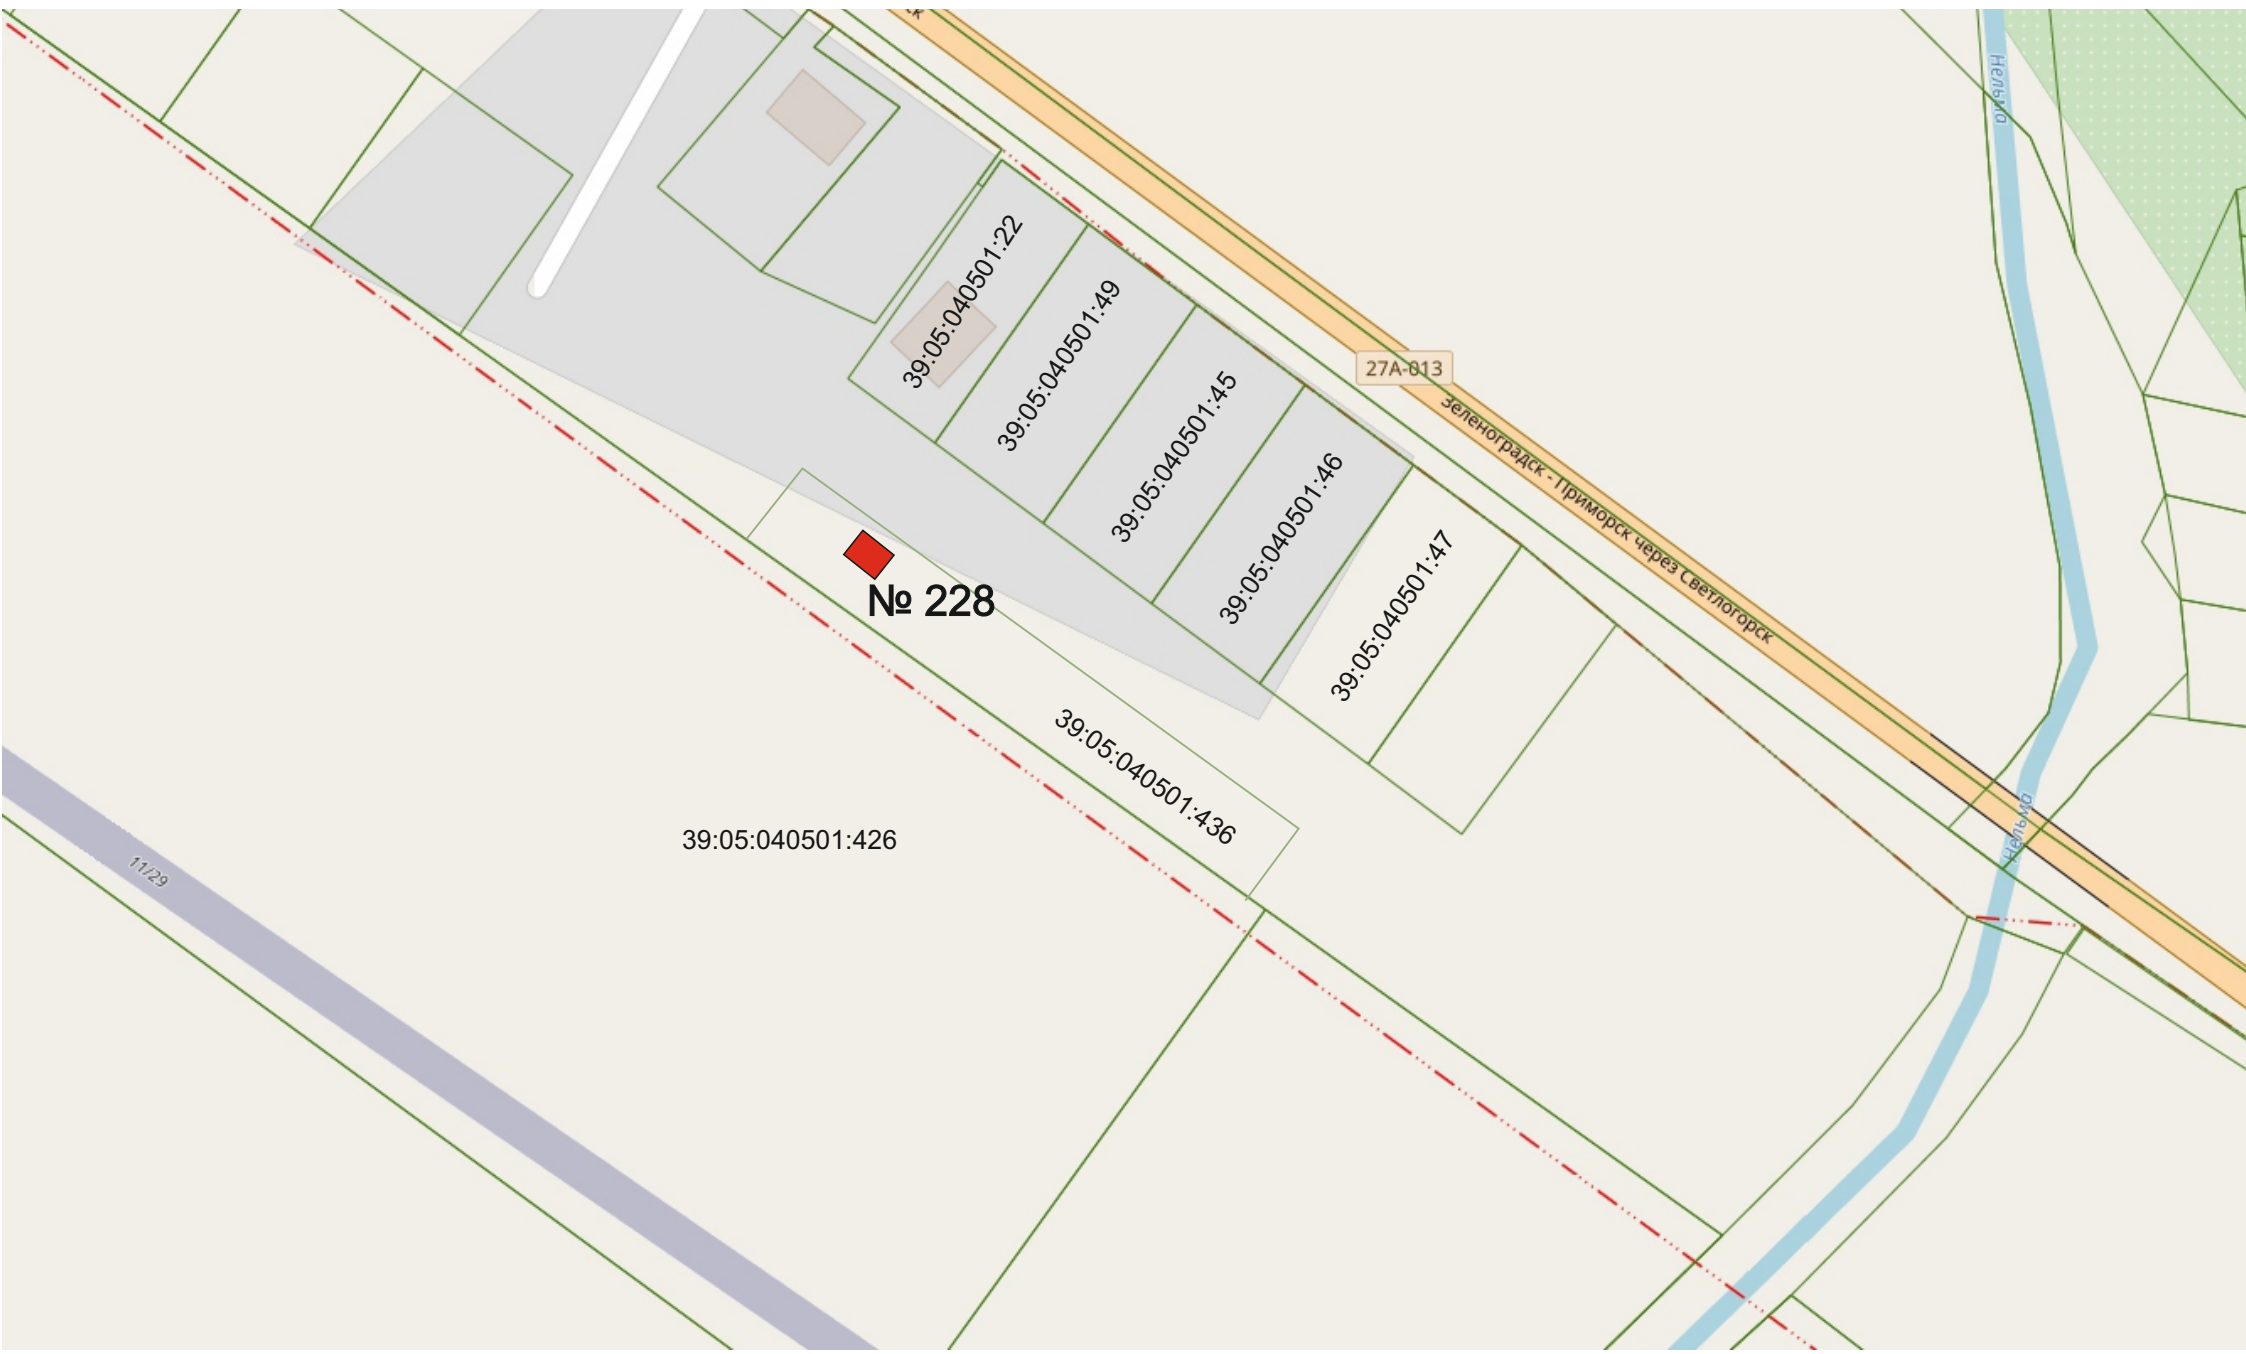 ск
Нельма
39:05:040501:22
39:05:040501:49
27А-013
39:05:040501:45
Зеленоградск - Приморск через Светлогорск
39:05:040501:46
39:05:040501:47
№ 228
39:05:040501:436
39:05:040501:426
Нельма
11/29